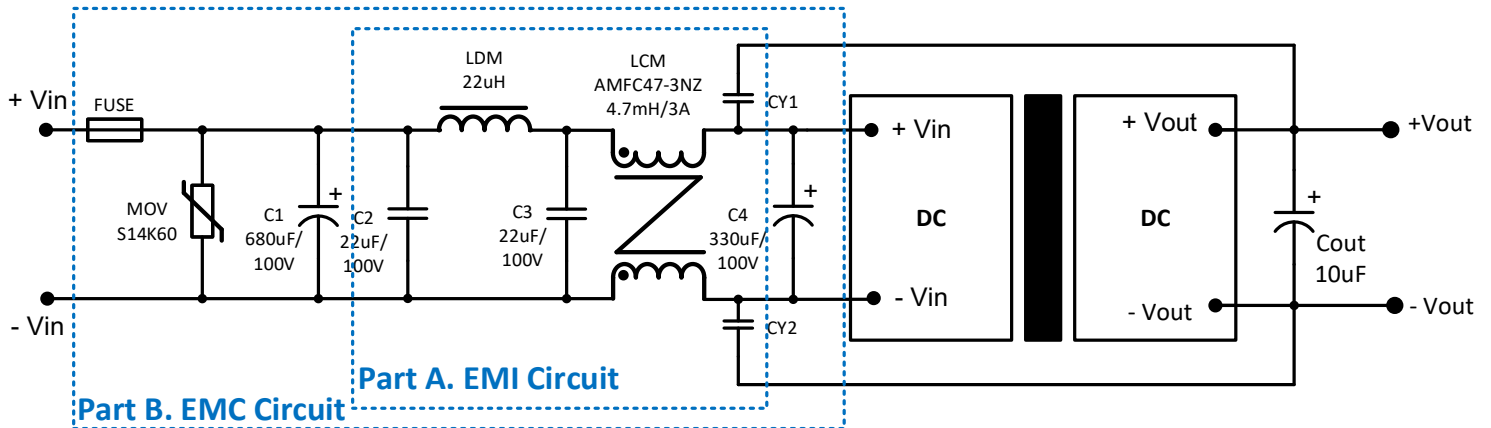 LDM
22uH
LCM
AMFC47-3NZ
4.7mH/3A
CY1
+ Vin
FUSE
+ Vin
+ Vout
+Vout
MOV
S14K60
C1
680uF/
100V
+
C2
22uF/
100V
C3
22uF/
100V
C4
330uF/
100V
+
DC
DC
+
Cout
10uF
- Vin
- Vin
- Vout
- Vout
CY2
Part A. EMI Circuit
Part B. EMC Circuit